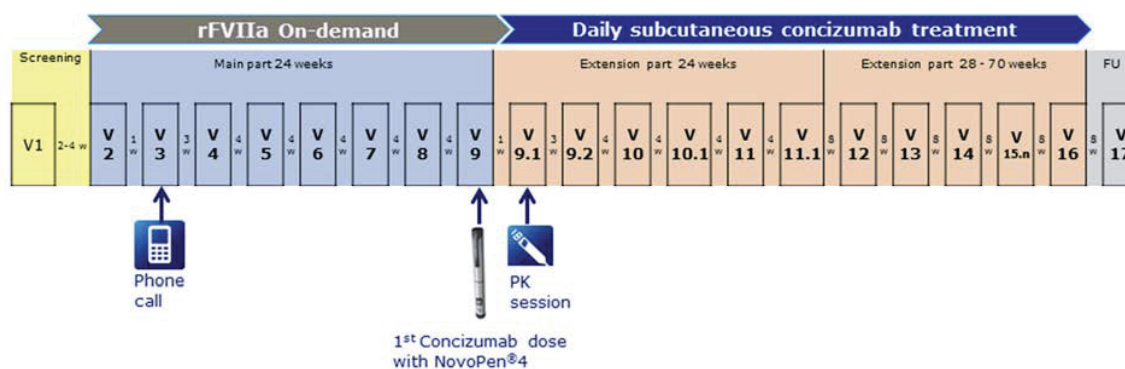 rFVIIa On-demand
Daily subcutaneous concizumab treatment
Screening
Main part 24 weeks
Extension part 24 weeks
Extension part 28 - 70 weeks
FU
V1
2-4 w
V 2
1 w
V 3
3 w
V 4
4 w
V 5
4 w
V 6
4 w
V 7
4 w
V 8
4 w
V 9
1 w
V 9.1
3 w
V 9.2
4 w
V 10
4 w
V 10.1
4 w
V 11
4 w
V 11.1
8 w
V 12
8 w
V 13
8 w
V 14
8 w
V 15.n
8 w
V 16
8 w
V 17
Phone
call
PK
session
1st Concizumab dose
with NovoPen®4